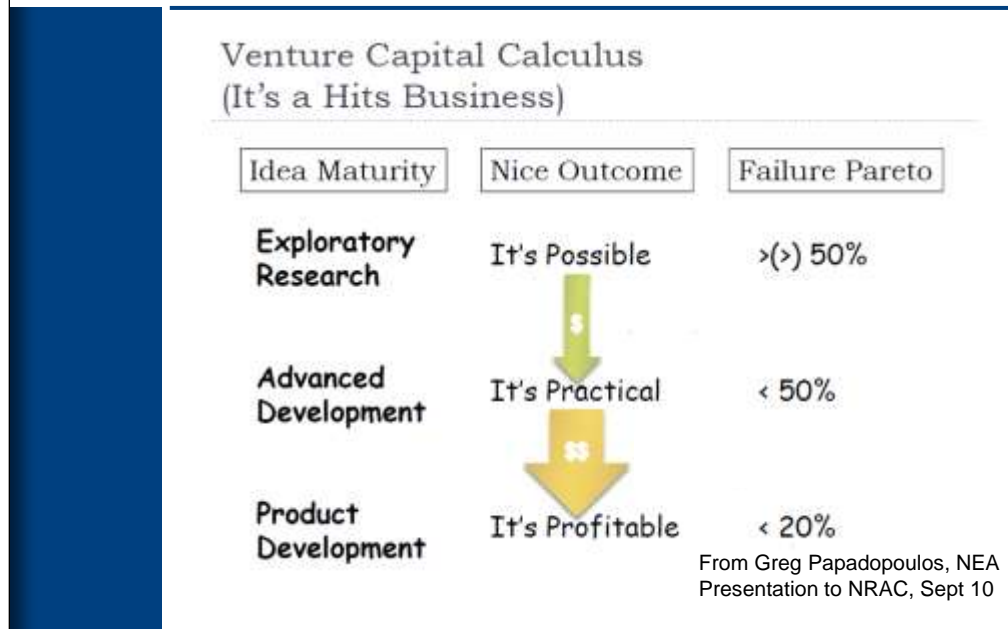 Venture Capital Calculus
(It's a Hits Business)
Idea Maturity
Nice Outcome
Failure Pareto
Exploratory
Research
It's Possible
>(>) 50%
$
Advanced
Development
It's Practical
< 50%
$$
Product
Development
It's Profitable
< 20%
From Greg Papadopoulos, NEA
Presentation to NRAC, Sept 10